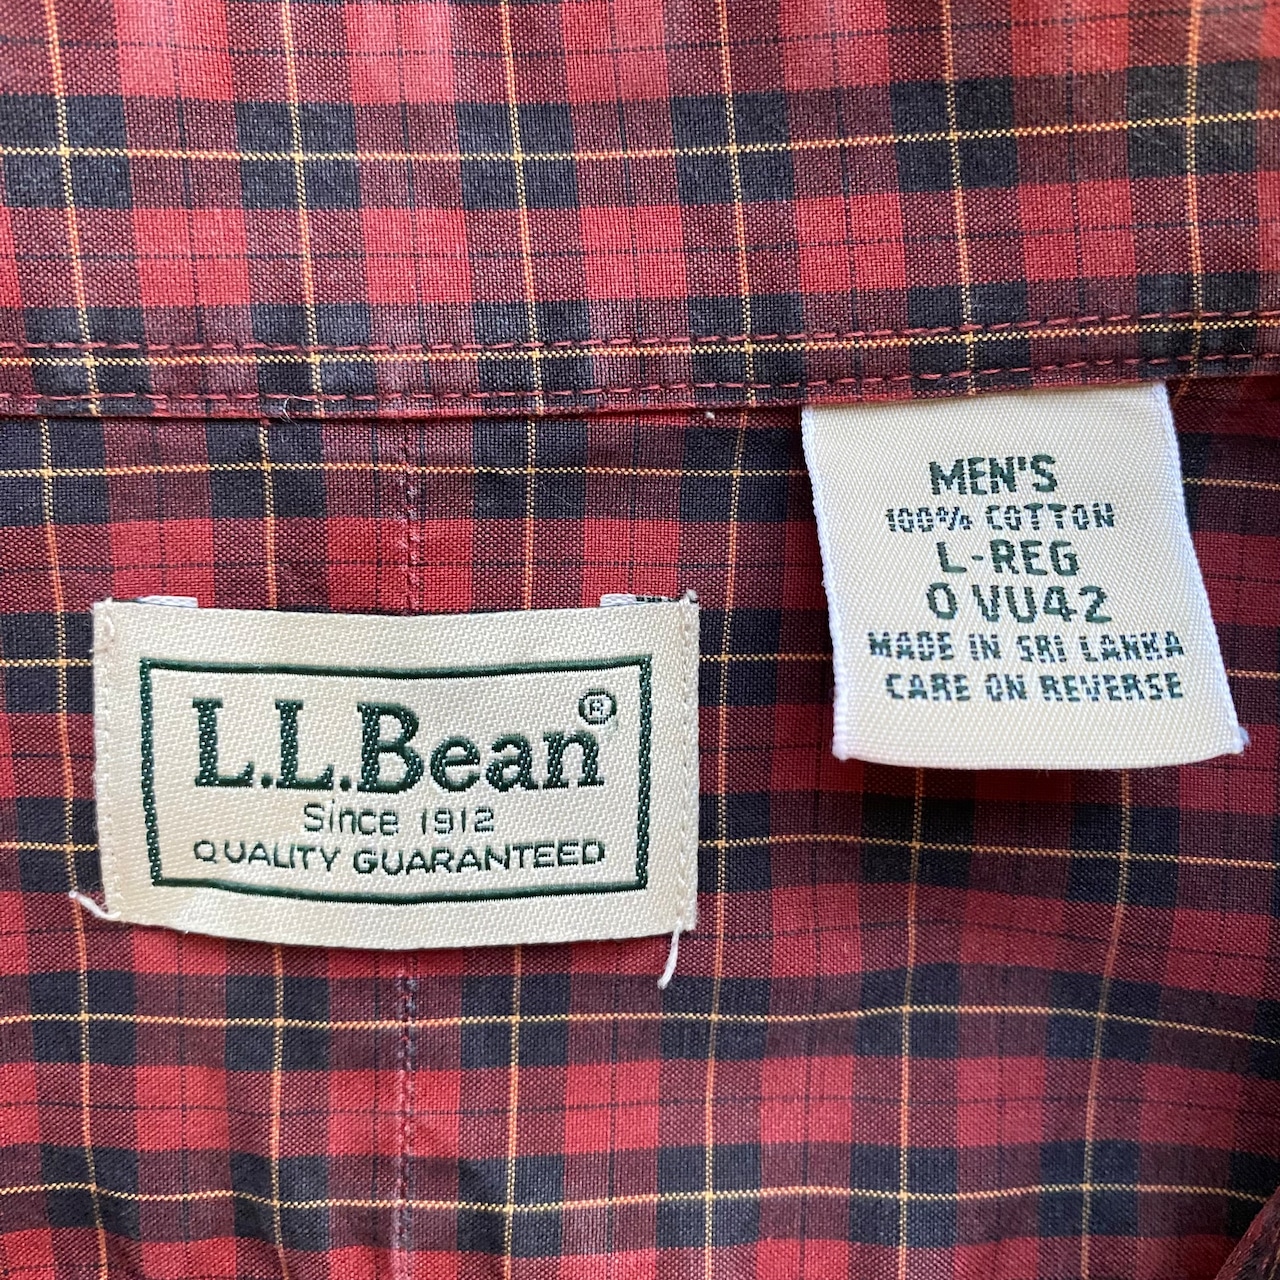 MEN'S
100% COTTON
L-REG
0 VU42
MADE IN SRI LANKA
CARE ON REVERSE
L.L.Bean®
Since 1912
QUALITY GUARANTEED